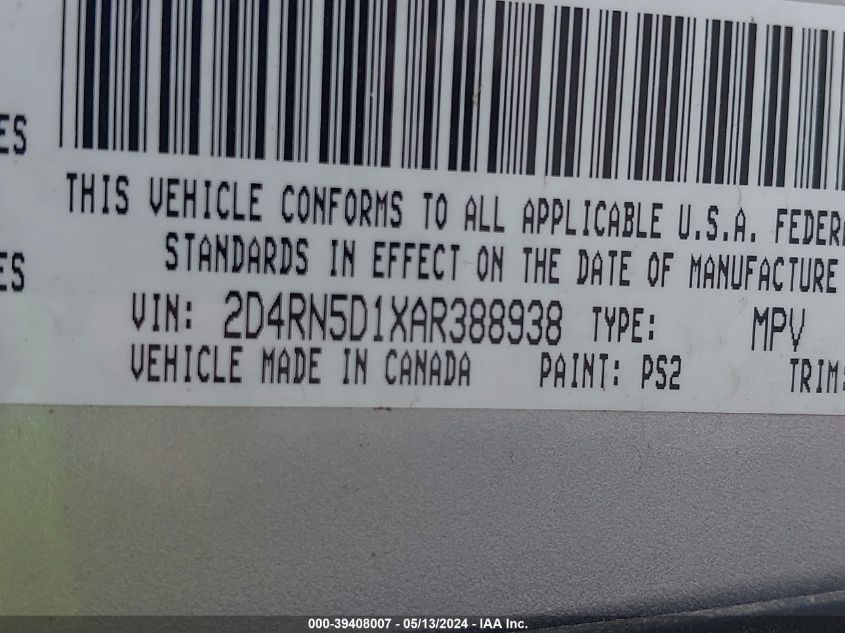 ES
THIS VEHICLE CONFORMS TO ALL APPLICABLE U.S.A. FEDER
STANDARDS IN EFFECT ON THE DATE OF MANUFACTURE
ES
VIN: 2D4RN5D1XAR388938 TYPE: MPV
VEHICLE MADE IN CANADA PAINT: PS2 TRIM:
000-39408007 - 05/13/2024 - IAA Inc.